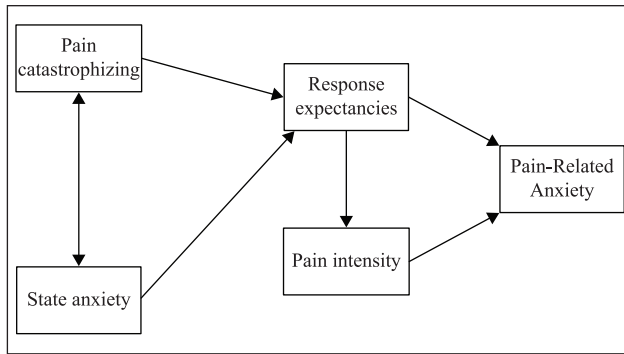 Pain
catastrophizing
Response
expectancies
Pain-Related
Anxiety
State anxiety
Pain intensity